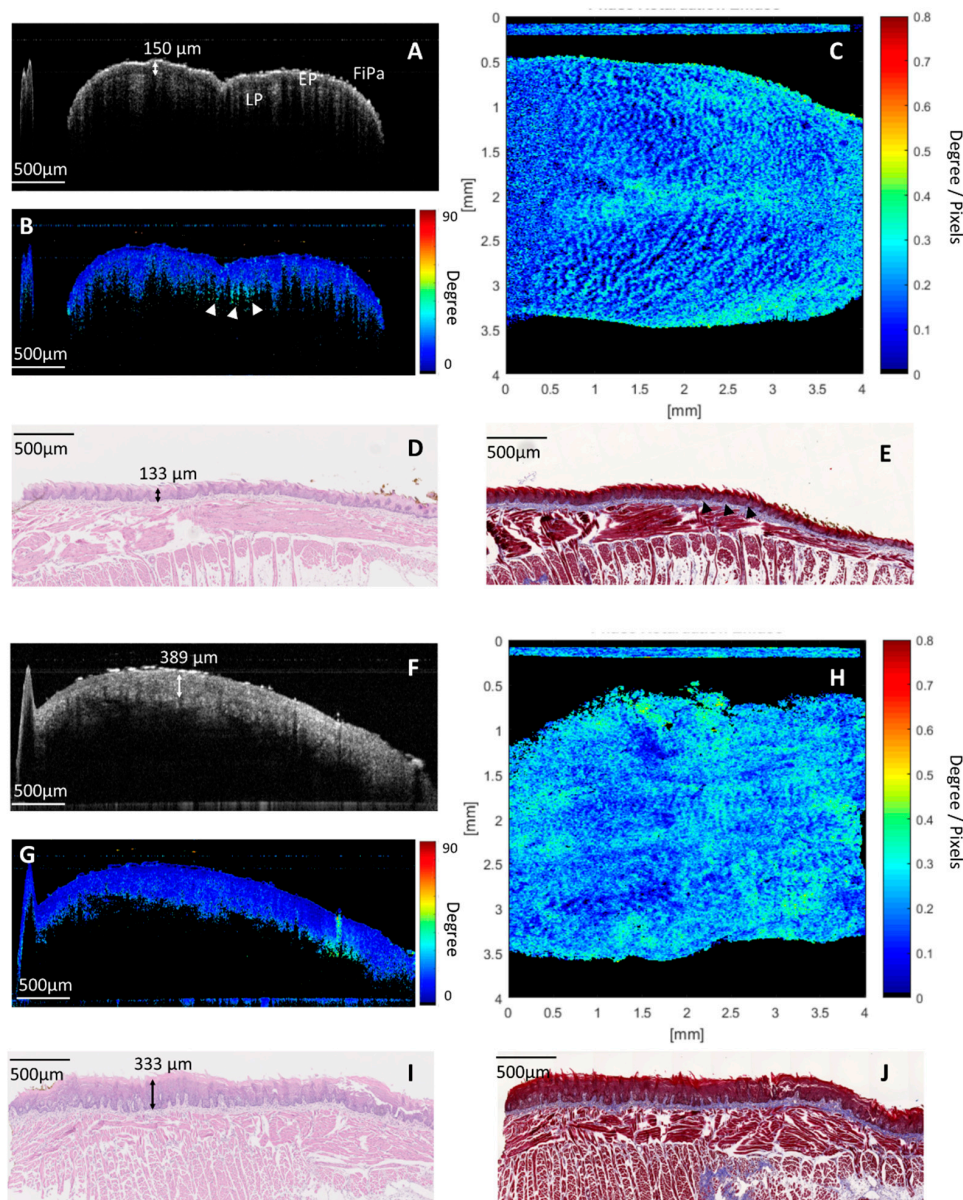 150 µm
A
FiPa
EP
LP
500µm
B
90
Degree
0
500µm
C
0
0.5
1
1.5
2
2.5
3
3.5
4
[mm]
0 0.5 1 1.5 2 2.5 3 3.5 4
[mm]
0.8
0.7
0.6
0.5
0.4
0.3
0.2
0.1
0
Degree / Pixels
500µm
D
133 µm
500µm
E
F
389 µm
500µm
G
90
Degree
0
500µm
H
0
0.5
1
1.5
2
2.5
3
3.5
4
[mm]
0 0.5 1 1.5 2 2.5 3 3.5 4
[mm]
0.8
0.7
0.6
0.5
0.4
0.3
0.2
0.1
0
Degree / Pixels
500µm
333 µm
I
500µm
J